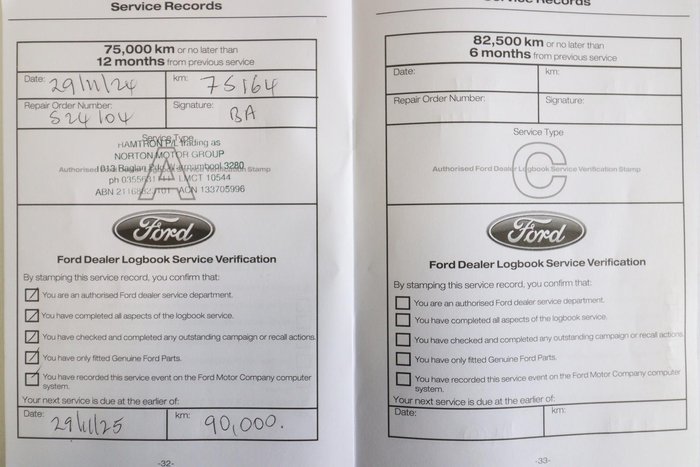 Service Records
75,000 km or no later than
12 months from previous service
Date: 29/11/24 km: 75164
Repair Order Number: Signature:
524104 BA
Service Type
HAMTRON P/L trading as
NORTON MOTOR GROUP
Authorised Ford Dealer Logbook Service Verification Stamp
1013 Raglan Pde Warrnambool 3280
A
LMCT 10544
ACN 133705996
Ford
Ford Dealer Logbook Service Verification
By stamping this service record, you confirm that:
You are an authorised Ford dealer service department.
You have completed all aspects of the logbook service.
You have checked and completed any outstanding campaign or recall actions.
You have only fitted Genuine Ford Parts.
You have recorded this service event on the Ford Motor Company computer
system.
Your next service is due at the earlier of:
Date: 29/11/25 km: 90,000.
-32-
Service Records
82,500 km or no later than
6 months from previous service
Date: km:
Repair Order Number: Signature:
Service Type
Authorised Ford Dealer Logbook Service Verification Stamp
C
Ford
Ford Dealer Logbook Service Verification
By stamping this service record, you confirm that:
You are an authorised Ford dealer service department.
You have completed all aspects of the logbook service.
You have checked and completed any outstanding campaign or recall actions.
You have only fitted Genuine Ford Parts.
You have recorded this service event on the Ford Motor Company computer
system.
Your next service is due at the earlier of:
Date: km:
-33-